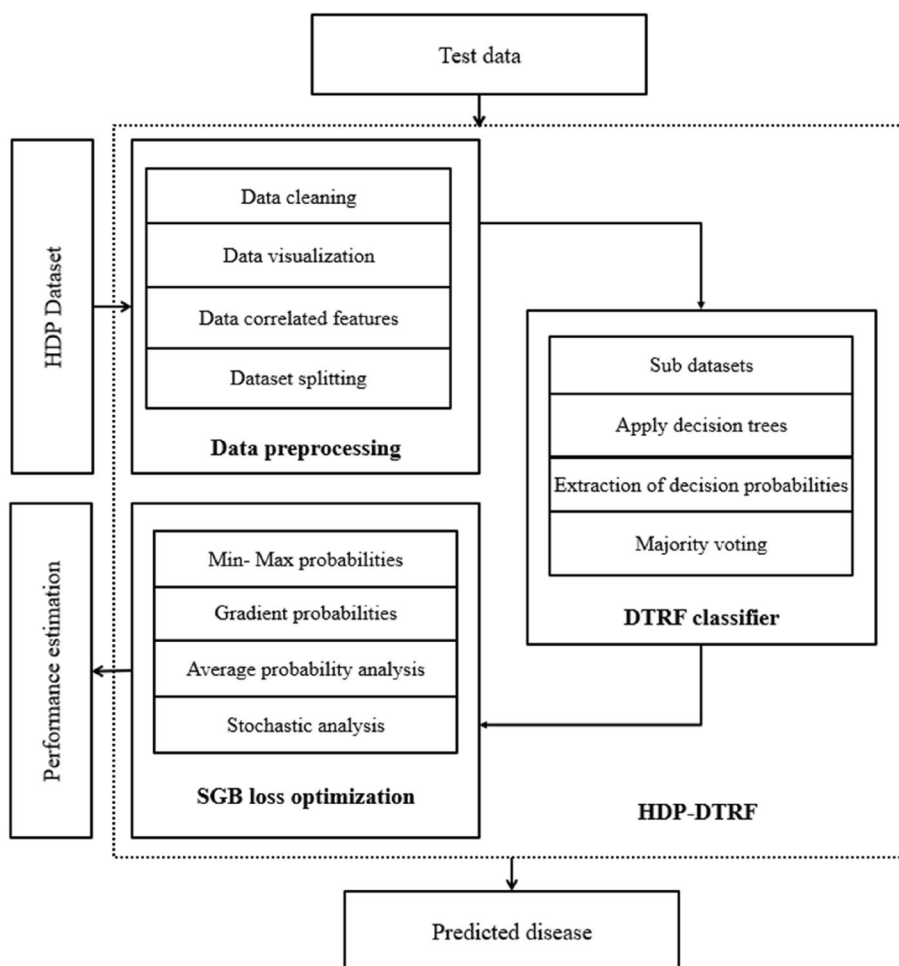 Test data
HDP Dataset
Data cleaning
Data visualization
Data correlated features
Dataset splitting
Data preprocessing
Sub datasets
Apply decision trees
Extraction of decision probabilities
Majority voting
DTRF classifier
Performance estimation
Min- Max probabilities
Gradient probabilities
Average probability analysis
Stochastic analysis
SGB loss optimization
HDP-DTRF
Predicted disease